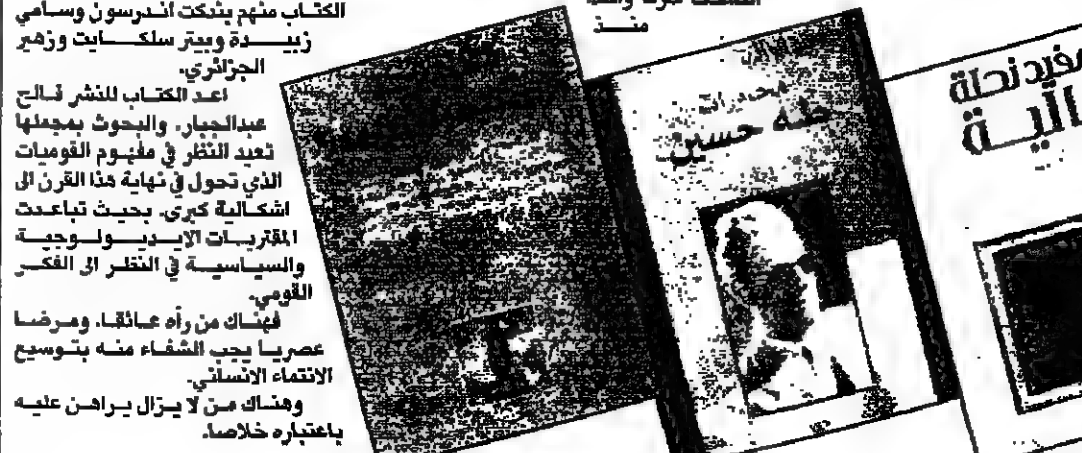 الكتاب منهم بندكت اندرسون وسامي
زبيدة وبيتر سلكايت وزهير
الجزائري.
اعد الكتاب للنشر فالح
عبدالجبار. والبحوث بمجملها
تعيد النظر في مفهوم القوميات
الذي تحول في نهاية هذا القرن الى
اشكالية كبرى. بحيث تباعدت
المقتربات الايديولوجية
والسياسية في النظر الى الفكر
القومي.
فهناك من رأه عائقا. ومرضا
عصريا يجب الشفاء منه بتوسيع
الانتماء الانساني.
وهناك من لا يزال يراهن عليه
باعتباره خلاصا.
منذ
طه حسين
مفيد نحلة